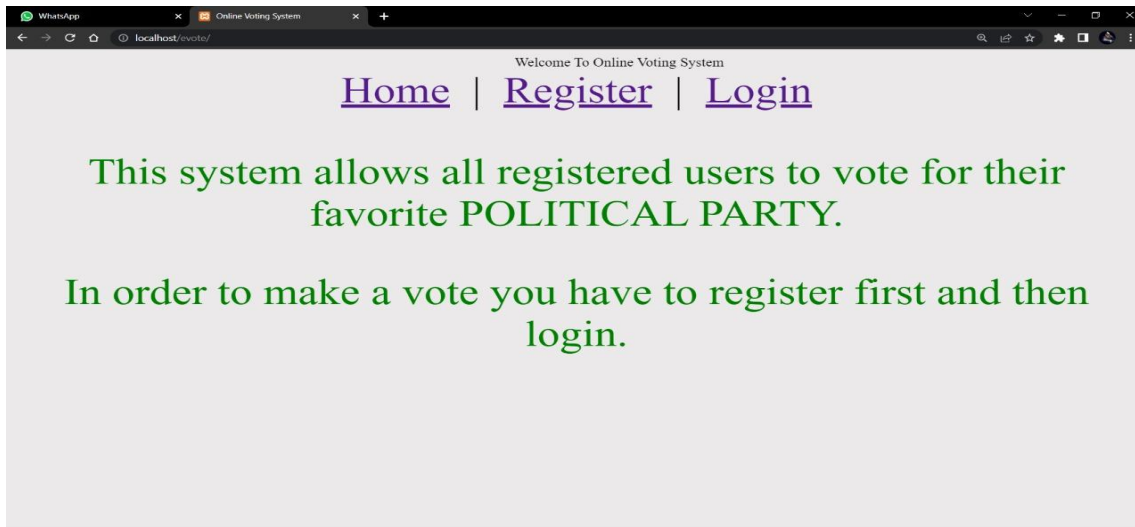 WhatsApp
Online Voting System
localhost/evote/
Welcome To Online Voting System
Home | Register | Login
This system allows all registered users to vote for their
favorite POLITICAL PARTY.
In order to make a vote you have to register first and then
login.